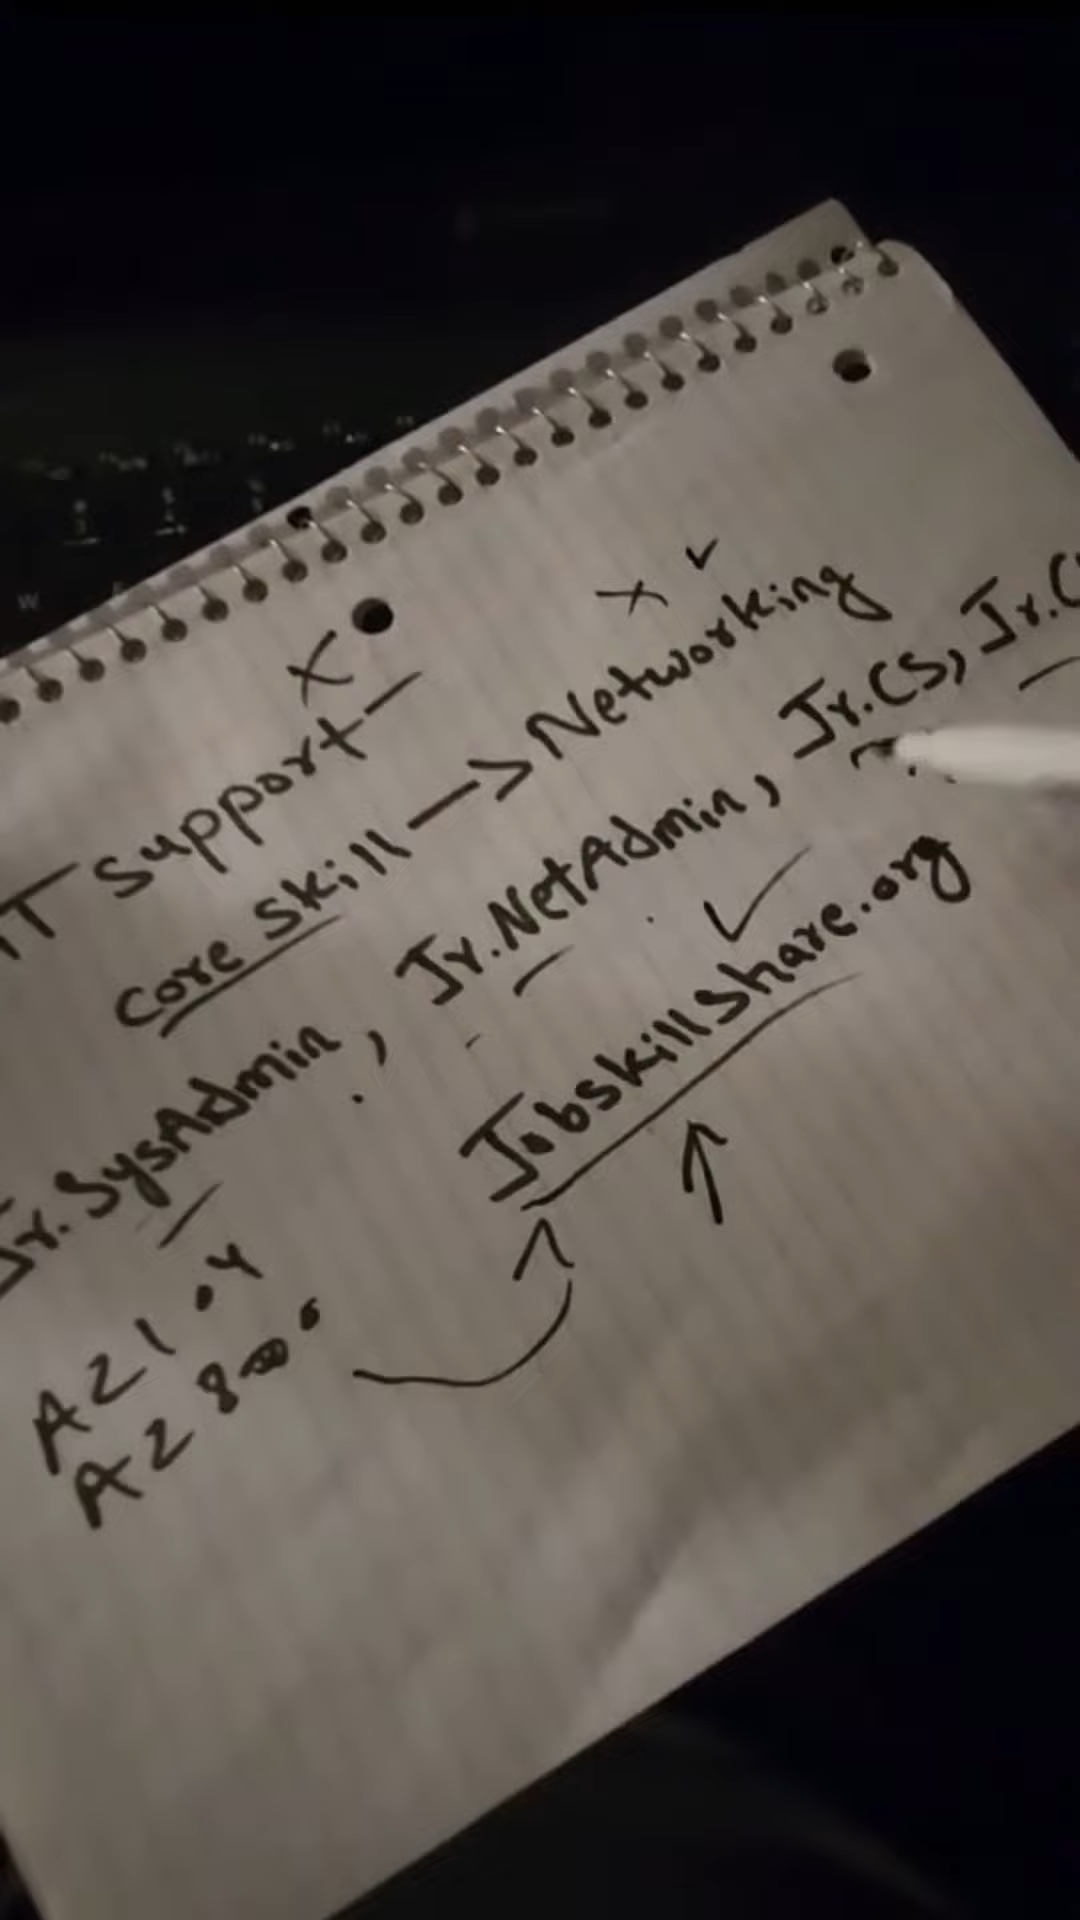 IT Support
Core Skill → Networking
Jr. SysAdmin, Jr. NetAdmin, Jr. CS, Jr. C
JobskillShare.org
AZ 104
AZ 800